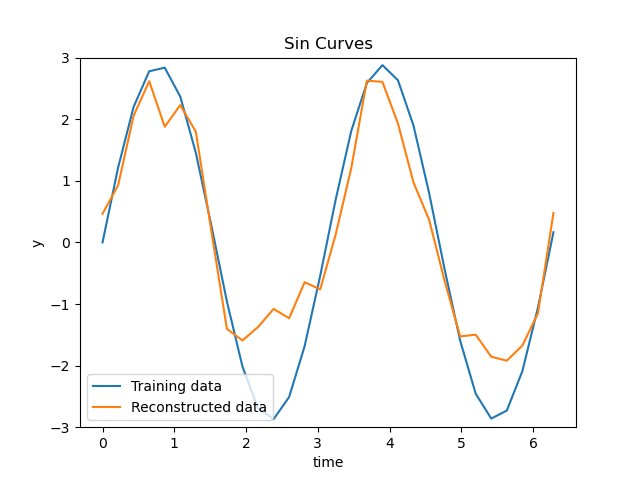 Sin Curves
3
2
1
0
−1
−2
−3
y
Training data
Reconstructed data
0 1 2 3 4 5 6
time